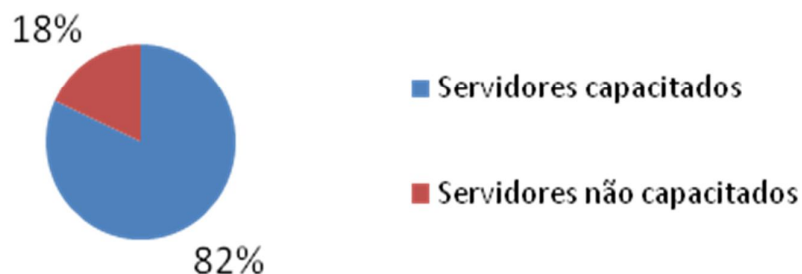 18%
Servidores capacitados
Servidores não capacitados
82%